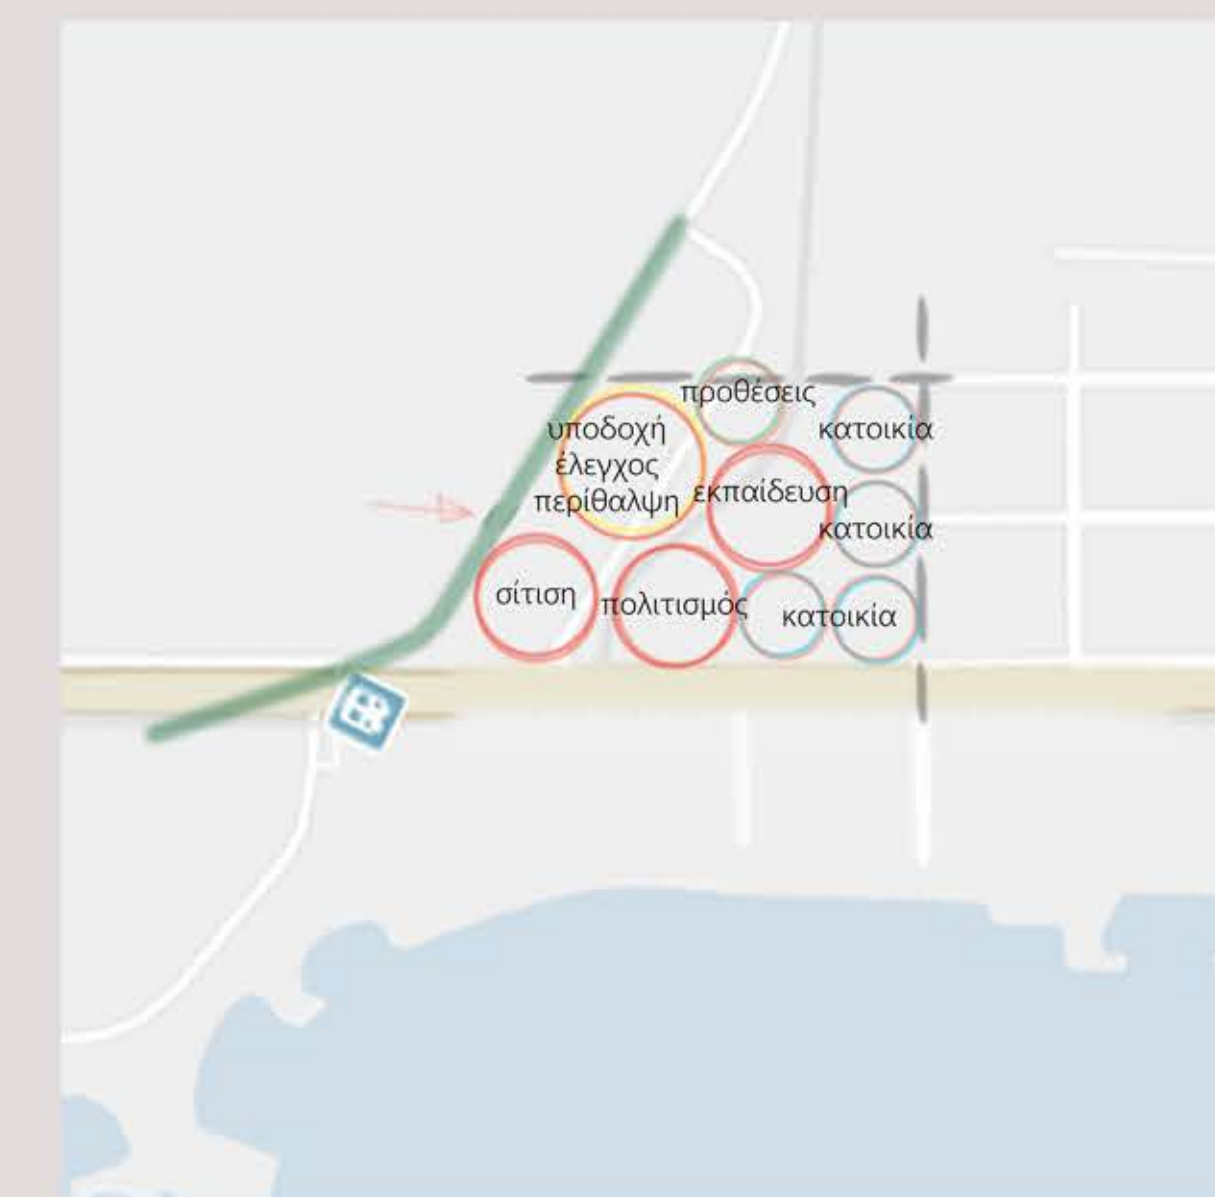 προθέσεις
υποδοχή
έλεγχος
περίθαλψη
κατοικία
εκπαίδευση
κατοικία
σίτιση
πολιτισμός
κατοικία